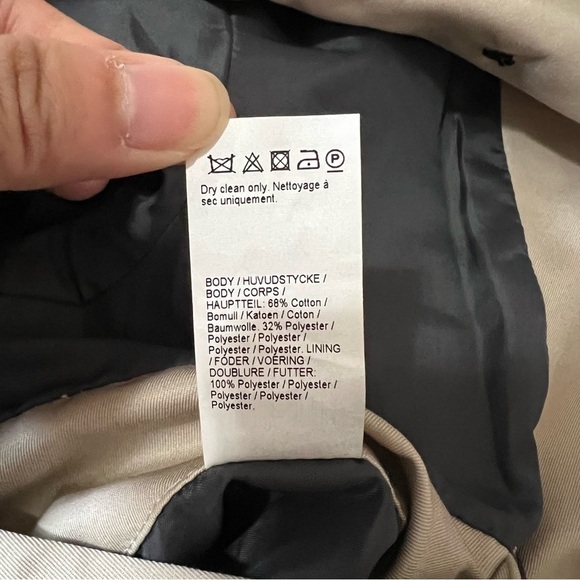 P
Dry clean only. Nettoyage à
sec uniquement.
BODY / HUVUDSTYCKE /
BODY / CORPS /
HAUPTTEIL: 68% Cotton /
Bomull / Katoen / Coton /
Baumwolle. 32% Polyester /
Polyester / Polyester /
Polyester / Polyester. LINING
/ FODER / VOERING /
DOUBLURE / FUTTER:
100% Polyester / Polyester /
Polyester / Polyester /
Polyester.